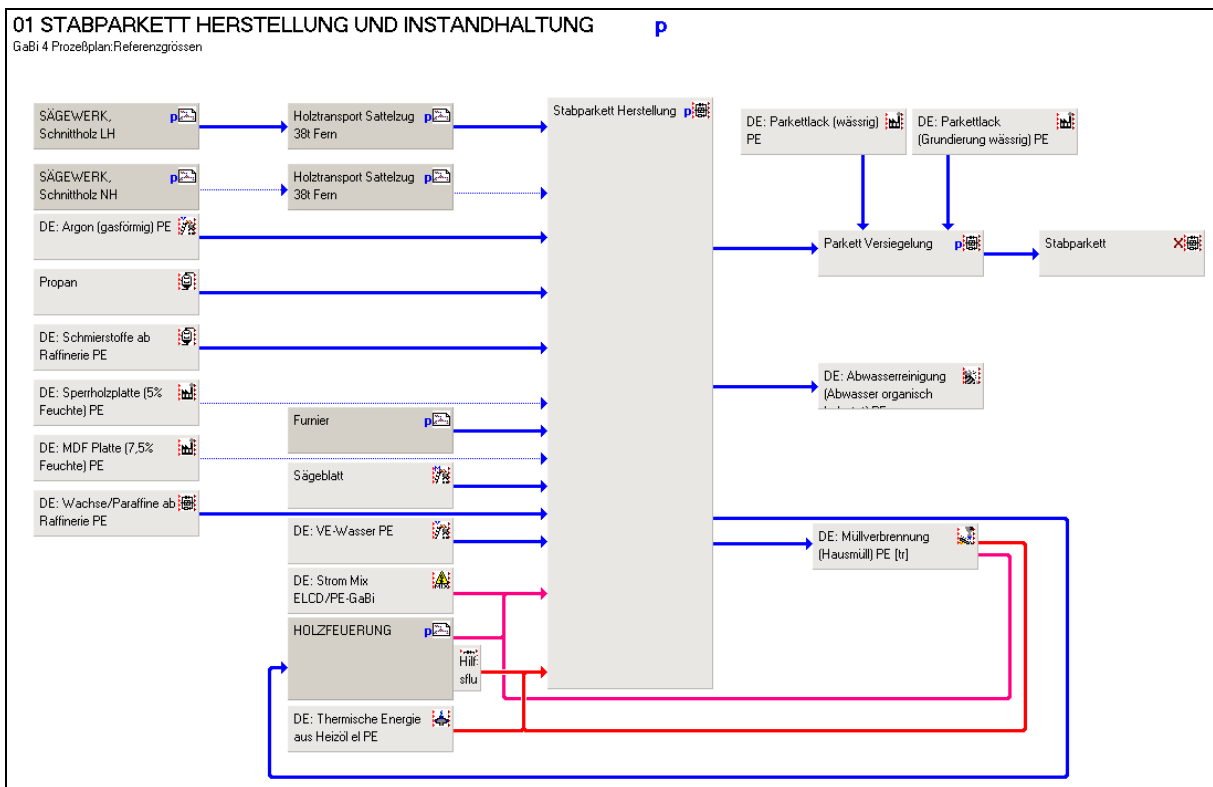 01 STABPARKETT HERSTELLUNG UND INSTANDHALTUNG p
GaBi 4 Prozeßplan:Referenzgrössen
SÄGEWERK, p
Schnittholz LH
Holztransport Sattelzug p
38t Fern
Stabparkett Herstellung p
DE: Parkettlack (wässrig)
PE
DE: Parkettlack
(Grundierung wässrig) PE
SÄGEWERK, p
Schnittholz NH
Holztransport Sattelzug p
38t Fern
DE: Argon (gasförmig) PE
Parkett Versiegelung p
Stabparkett
Propan
DE: Schmierstoffe ab
Raffinerie PE
DE: Abwasserreinigung
(Abwasser organisch
DE: Sperrholzplatte (5%
Feuchte) PE
Furnier p
DE: MDF Platte (7,5%
Feuchte) PE
Sägeblatt
DE: Wachse/Paraffine ab
Raffinerie PE
DE: VE-Wasser PE
DE: Müllverbrennung
(Hausmüll) PE [tr]
DE: Strom Mix
ELCD/PE-GaBi
HOLZFEUERUNG p
Hilf:
sflu
DE: Thermische Energie
aus Heizöl el PE